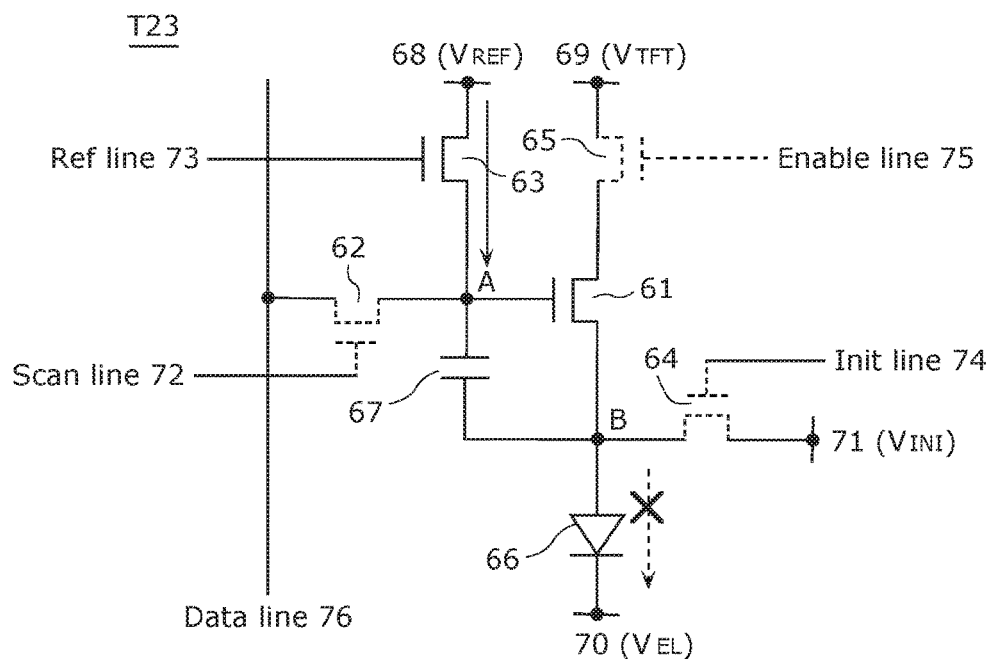 T23
68 (VREF)
69 (VTFT)
Ref line 73
63
65
Enable line 75
62
A
61
Scan line 72
67
64
Init line 74
B
71 (VINI)
66
Data line 76
70 (VEL)